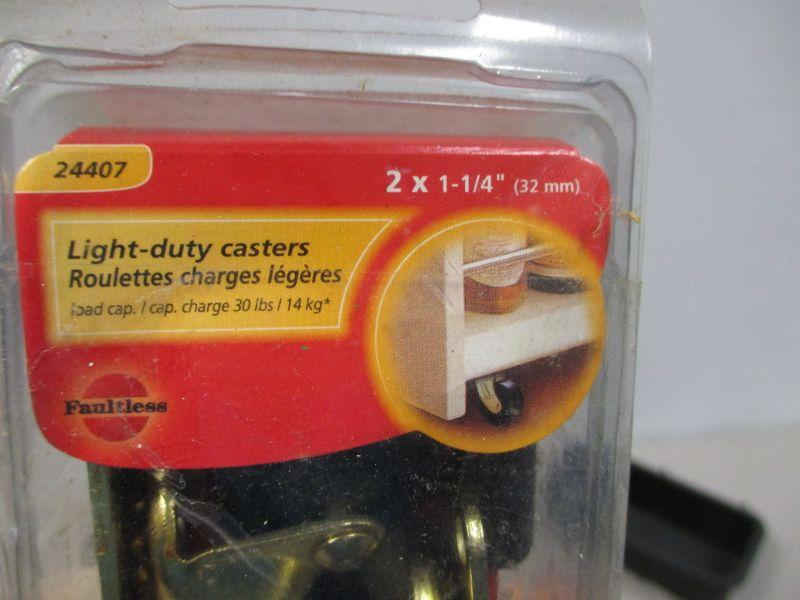 24407
2 x 1-1/4" (32 mm)
Light-duty casters
Roulettes charges légères
load cap. / cap. charge 30 lbs / 14 kg*
Faultless